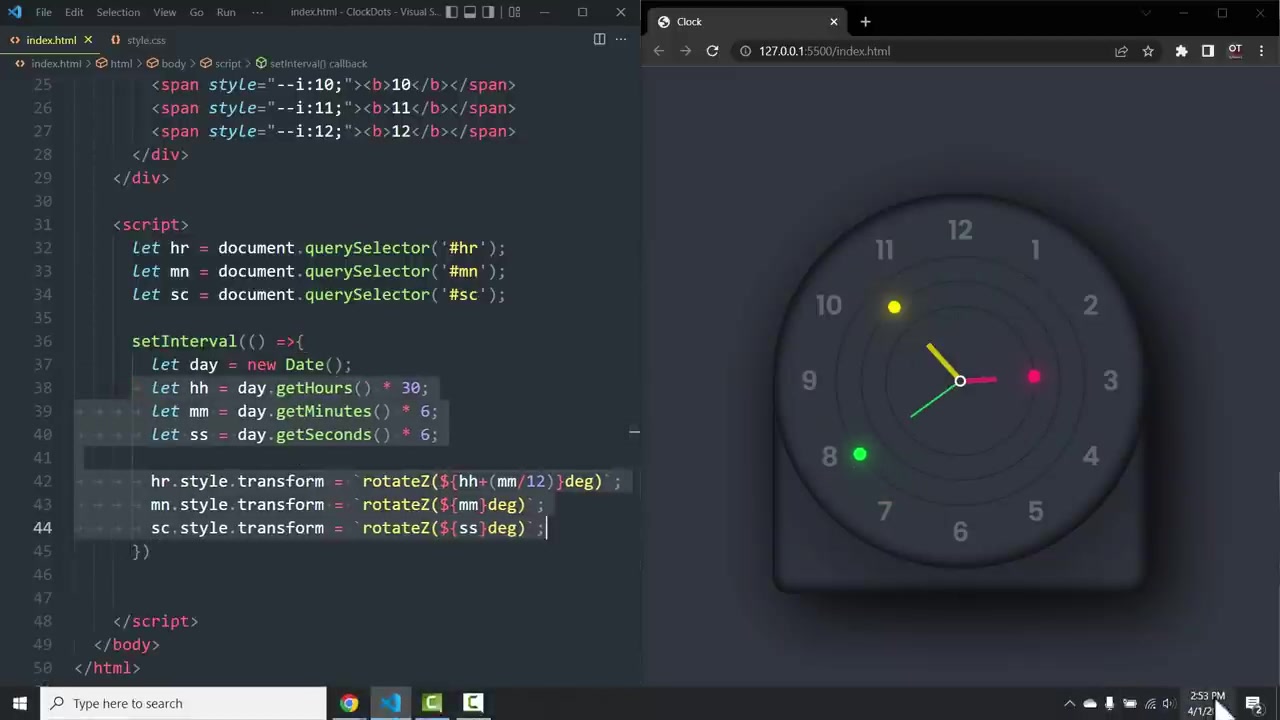 File Edit Selection View Go Run ··· index.html - ClockDots - Visual S...
index.html style.css
index.html > html > body > script > setInterval() callback
25 <span style="--i:10;"><b>10</b></span>
26 <span style="--i:11;"><b>11</b></span>
27 <span style="--i:12;"><b>12</b></span>
28 </div>
29 </div>
30
31 <script>
32 let hr = document.querySelector('#hr');
33 let mn = document.querySelector('#mn');
34 let sc = document.querySelector('#sc');
35
36 setInterval(() =>{
37 let day = new Date();
38 let hh = day.getHours() * 30;
39 let mm = day.getMinutes() * 6;
40 let ss = day.getSeconds() * 6;
41
42 hr.style.transform = `rotateZ(${hh+(mm/12)}deg)`;
43 mn.style.transform = `rotateZ(${mm}deg)`;
44 sc.style.transform = `rotateZ(${ss}deg)`;
45 })
46
47
48 </script>
49 </body>
50 </html>
Clock
127.0.0.1:5500/index.html
OT
12
11 1
10 2
9 3
8 4
7 5
6
Type here to search
2:53 PM
4/1/2
2